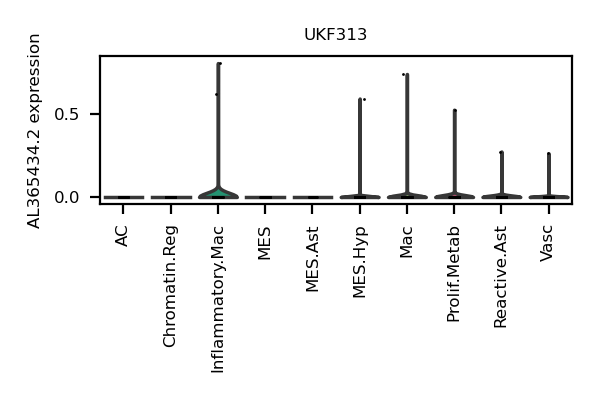 UKF313
AL365434.2 expression
0.5
0.0
AC
Chromatin.Reg
Inflammatory.Mac
MES
MES.Ast
MES.Hyp
Mac
Prolif.Metab
Reactive.Ast
Vasc